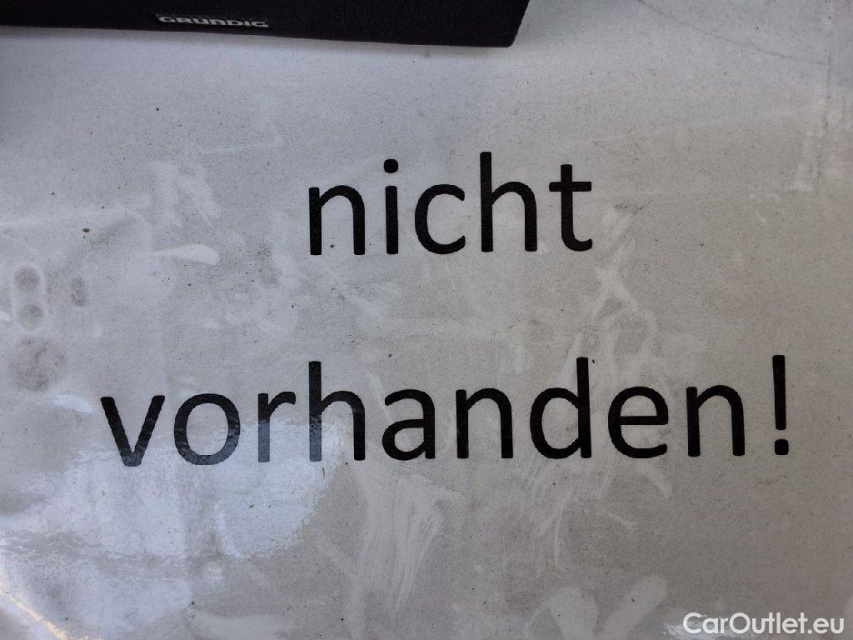 GRUNDIG
nicht
vorhanden!
CarOutlet.eu